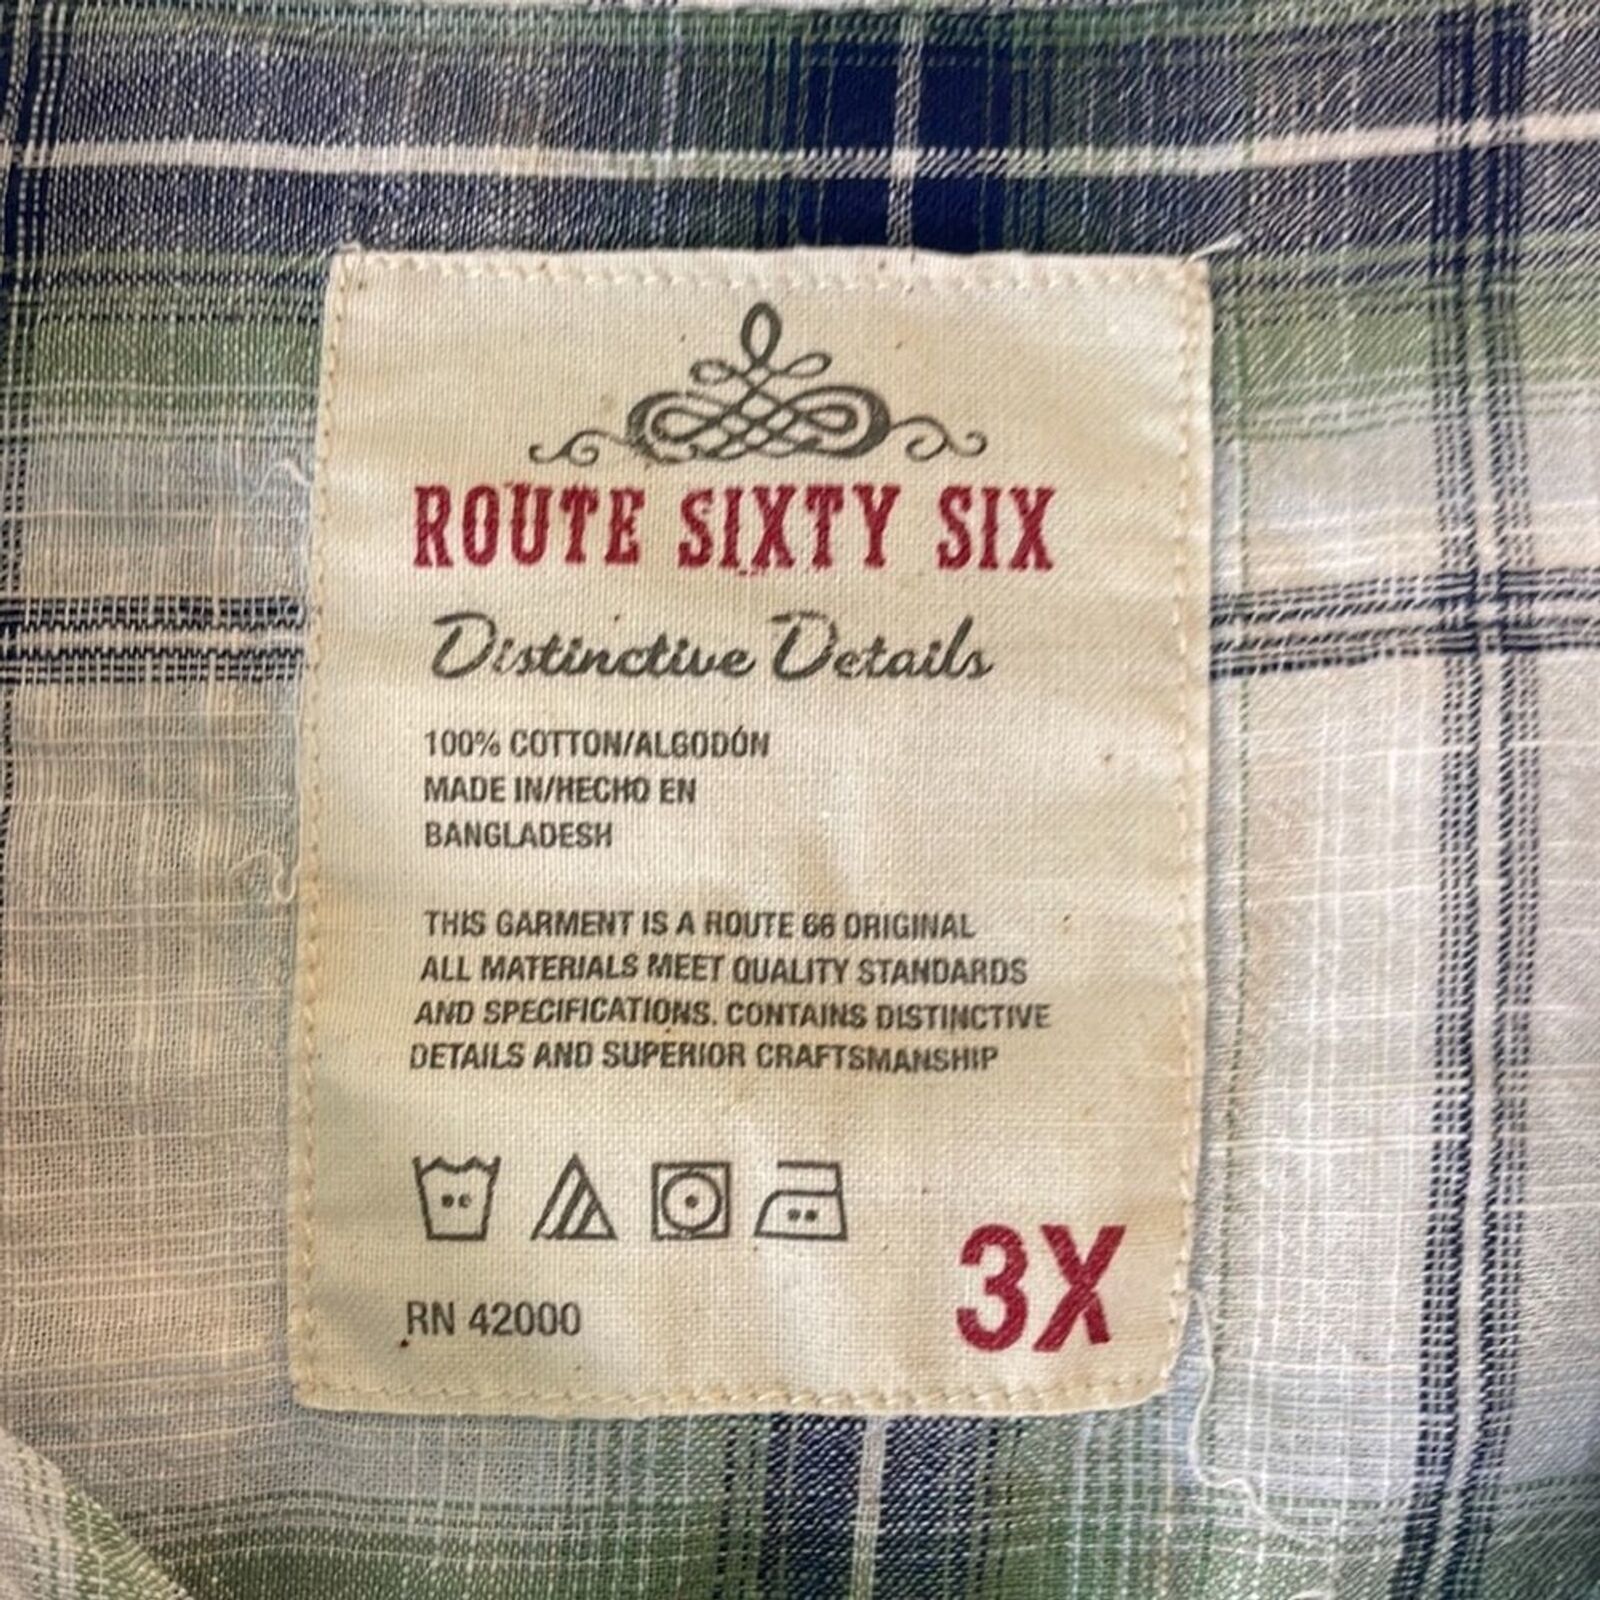 ROUTE SIXTY SIX
Distinctive Details
100% COTTON/ALGODÓN
MADE IN/HECHO EN
BANGLADESH
THIS GARMENT IS A ROUTE 66 ORIGINAL
ALL MATERIALS MEET QUALITY STANDARDS
AND SPECIFICATIONS. CONTAINS DISTINCTIVE
DETAILS AND SUPERIOR CRAFTSMANSHIP
RN 42000
3X